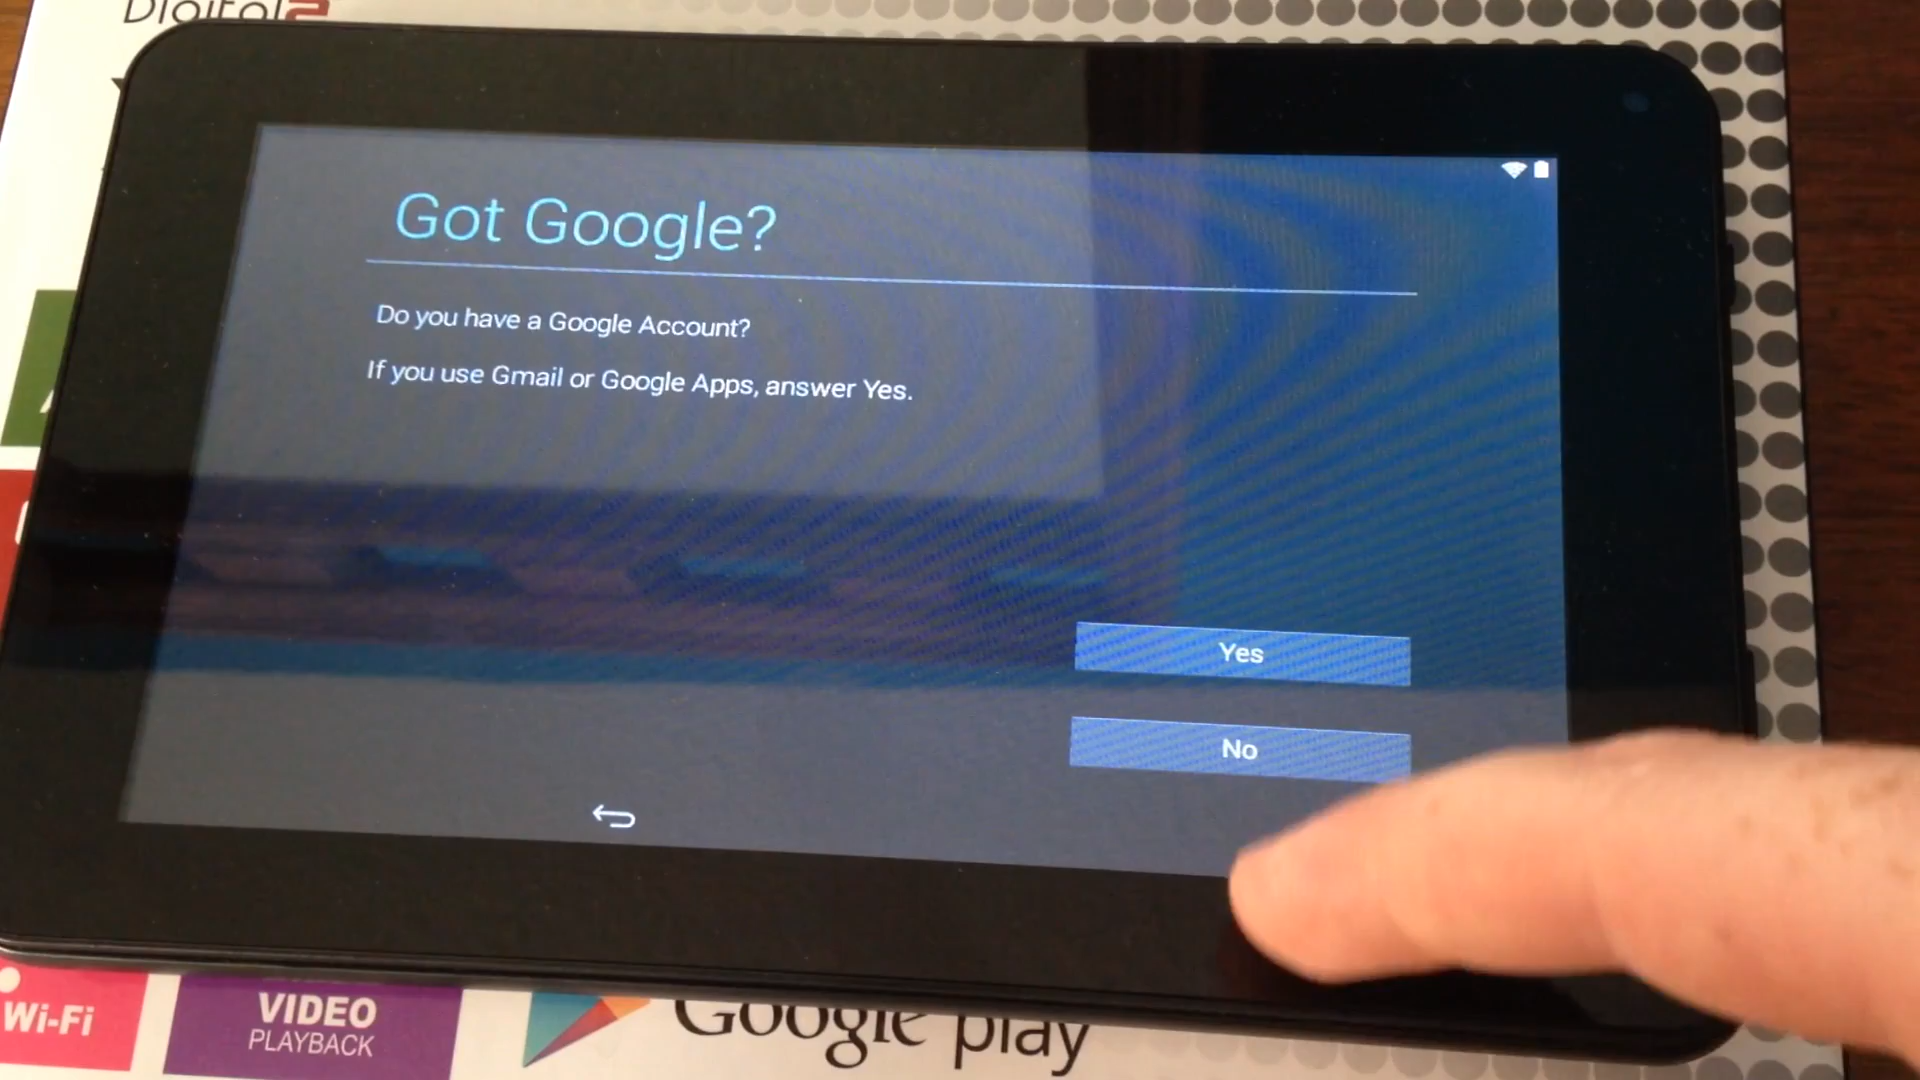 Digital2
Got Google?
Do you have a Google Account?
If you use Gmail or Google Apps, answer Yes.
Yes
No
Wi-Fi
VIDEO
PLAYBACK
Google play